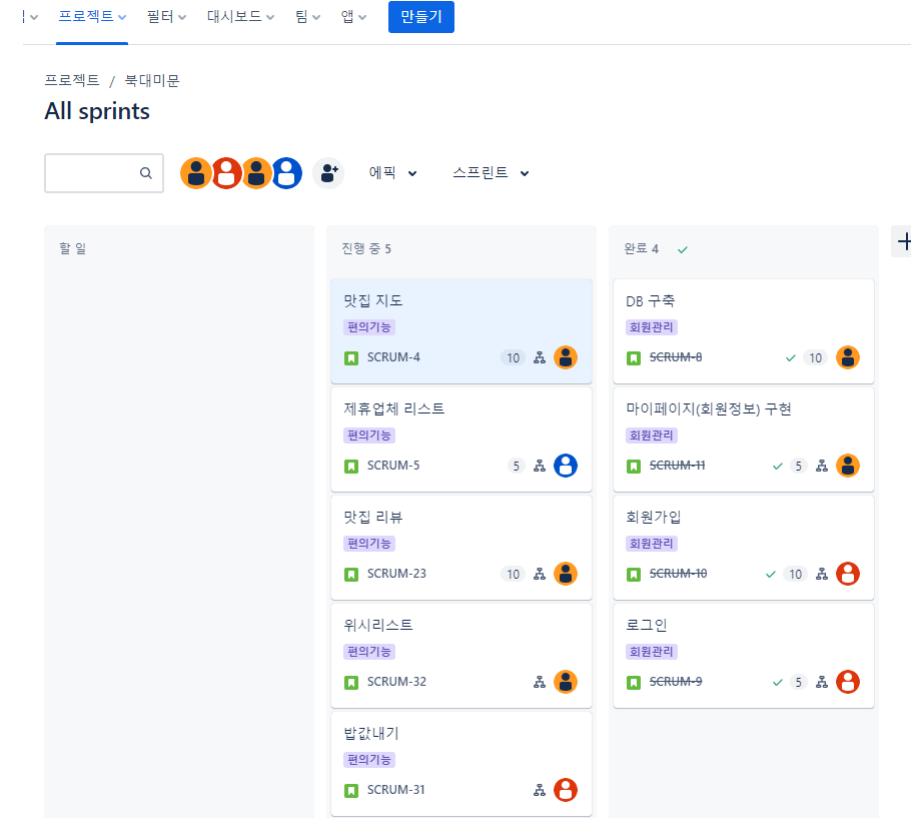 프로젝트 필터 대시보드 팀 앱 만들기
프로젝트 / 북대미문
All sprints
에픽 스프린트
할 일
진행 중 5
맛집 지도
편의기능
SCRUM-4 10
제휴업체 리스트
편의기능
SCRUM-5 5
맛집 리뷰
편의기능
SCRUM-23 10
위시리스트
편의기능
SCRUM-32
밥값내기
편의기능
SCRUM-31
완료 4
DB 구축
회원관리
SCRUM-8 10
마이페이지(회원정보) 구현
회원관리
SCRUM-11 5
회원가입
회원관리
SCRUM-10 10
로그인
회원관리
SCRUM-9 5